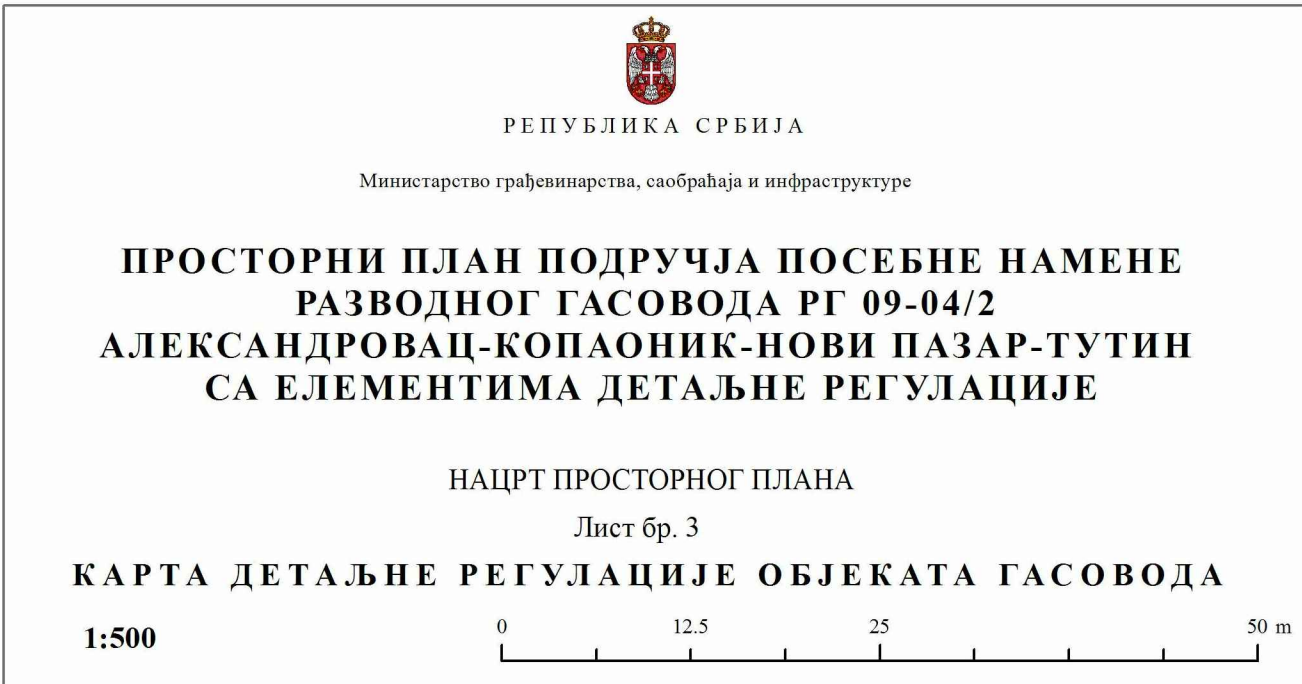 РЕПУБЛИКА СРБИЈА
Министарство грађевинарства, саобраћаја и инфраструктуре
ПРОСТОРНИ ПЛАН ПОДРУЧЈА ПОСЕБНЕ НАМЕНЕ
РАЗВОДНОГ ГАСОВОДА РГ 09-04/2
АЛЕКСАНДРОВАЦ-КОПАОНИК-НОВИ ПАЗАР-ТУТИН
СА ЕЛЕМЕНТИМА ДЕТАЉНЕ РЕГУЛАЦИЈЕ
НАЦРТ ПРОСТОРНОГ ПЛАНА
Лист бр. 3
КАРТА ДЕТАЉНЕ РЕГУЛАЦИЈЕ ОБЈЕКАТА ГАСОВОДА
1:500
0 12.5 25 50 m